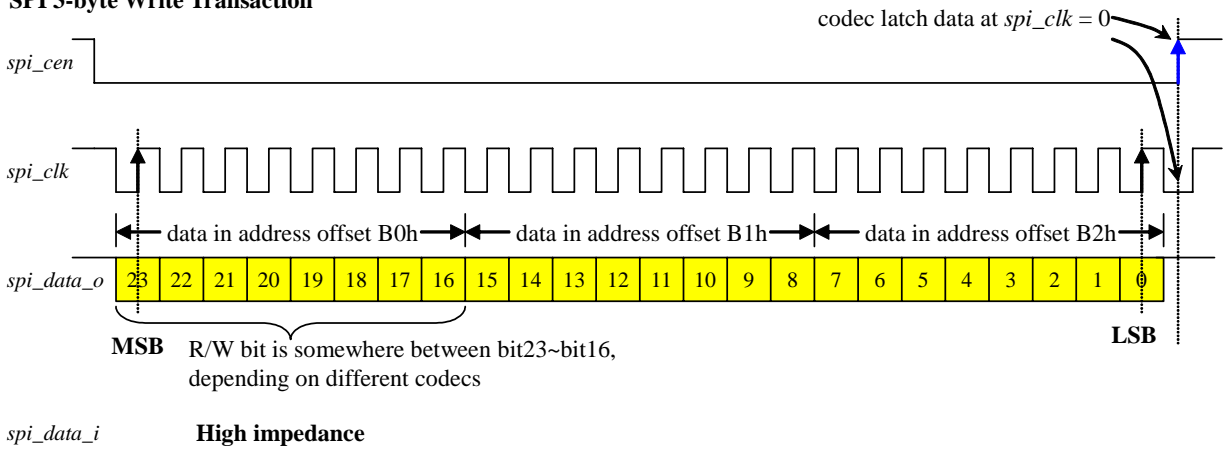 SPI 3-byte Write Transaction
codec latch data at spi_clk = 0
spi_cen
spi_clk
data in address offset B0h
data in address offset B1h
data in address offset B2h
spi_data_o
23 22 21 20 19 18 17 16 15 14 13 12 11 10 9 8 7 6 5 4 3 2 1 0
MSB
LSB
R/W bit is somewhere between bit23~bit16,
depending on different codecs
spi_data_i
High impedance